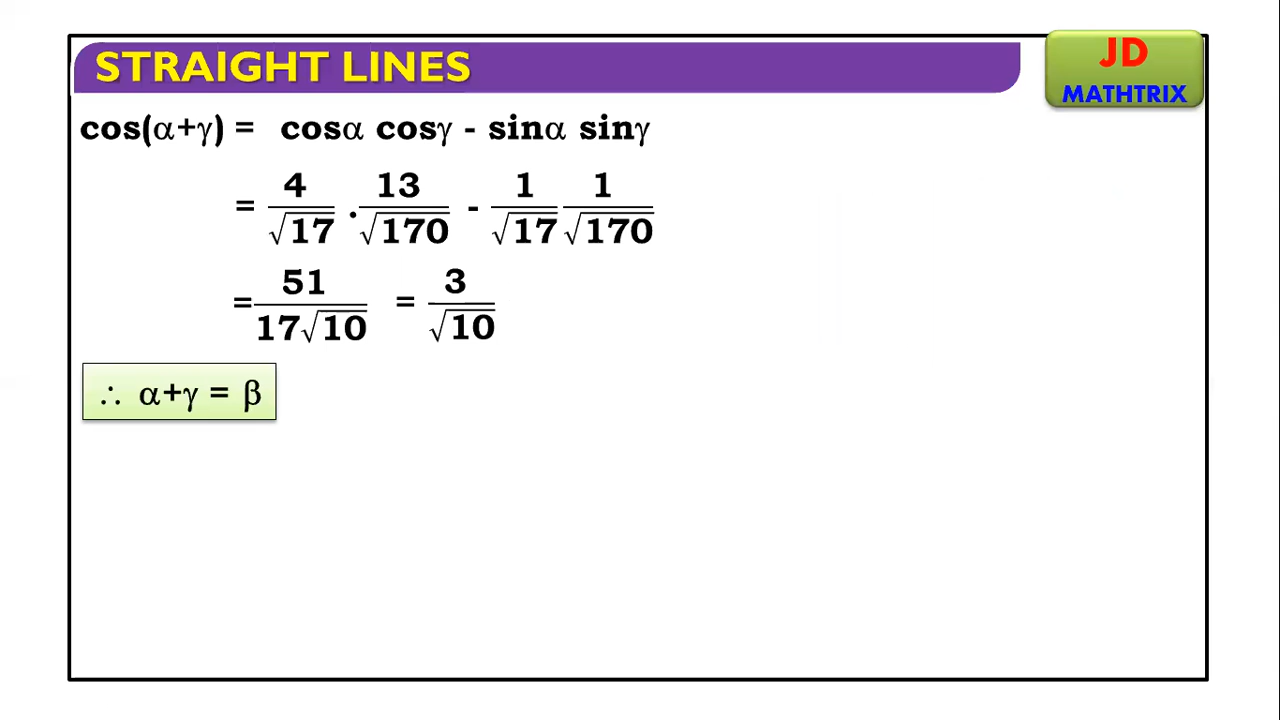 STRAIGHT LINES
JD
MATHTRIX
cos(α+γ) = cosα cosγ - sinα sinγ
= 4/√17 . 13/√170 - 1/√17 1/√170
= 51/17√10 = 3/√10
∴ α+γ = β